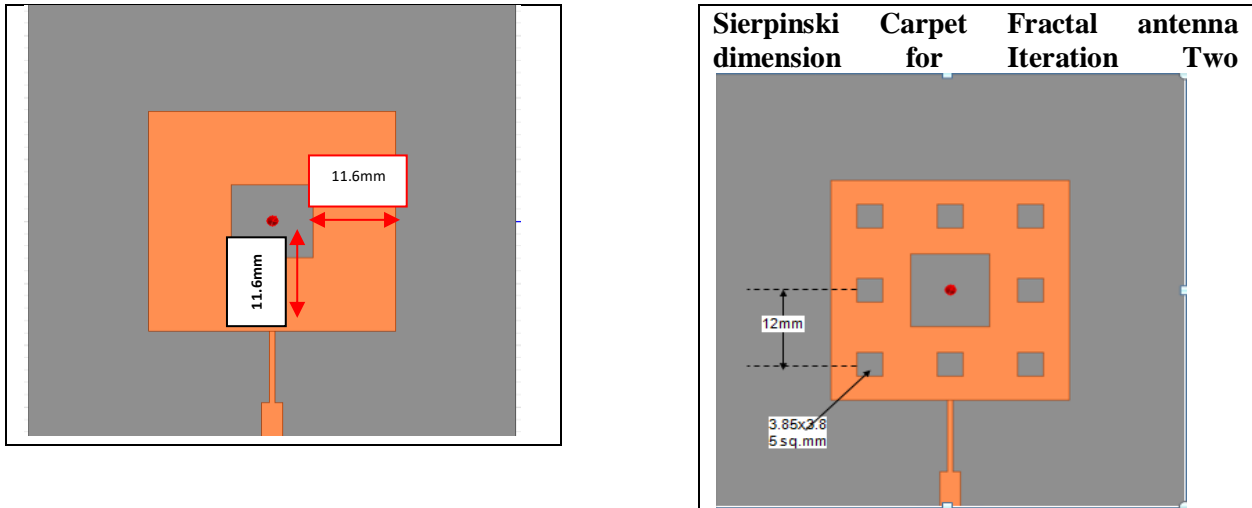 11.6mm
11.6mm
Sierpinski Carpet Fractal antenna
dimension for Iteration Two
12mm
3.85x3.8
5 sq.mm